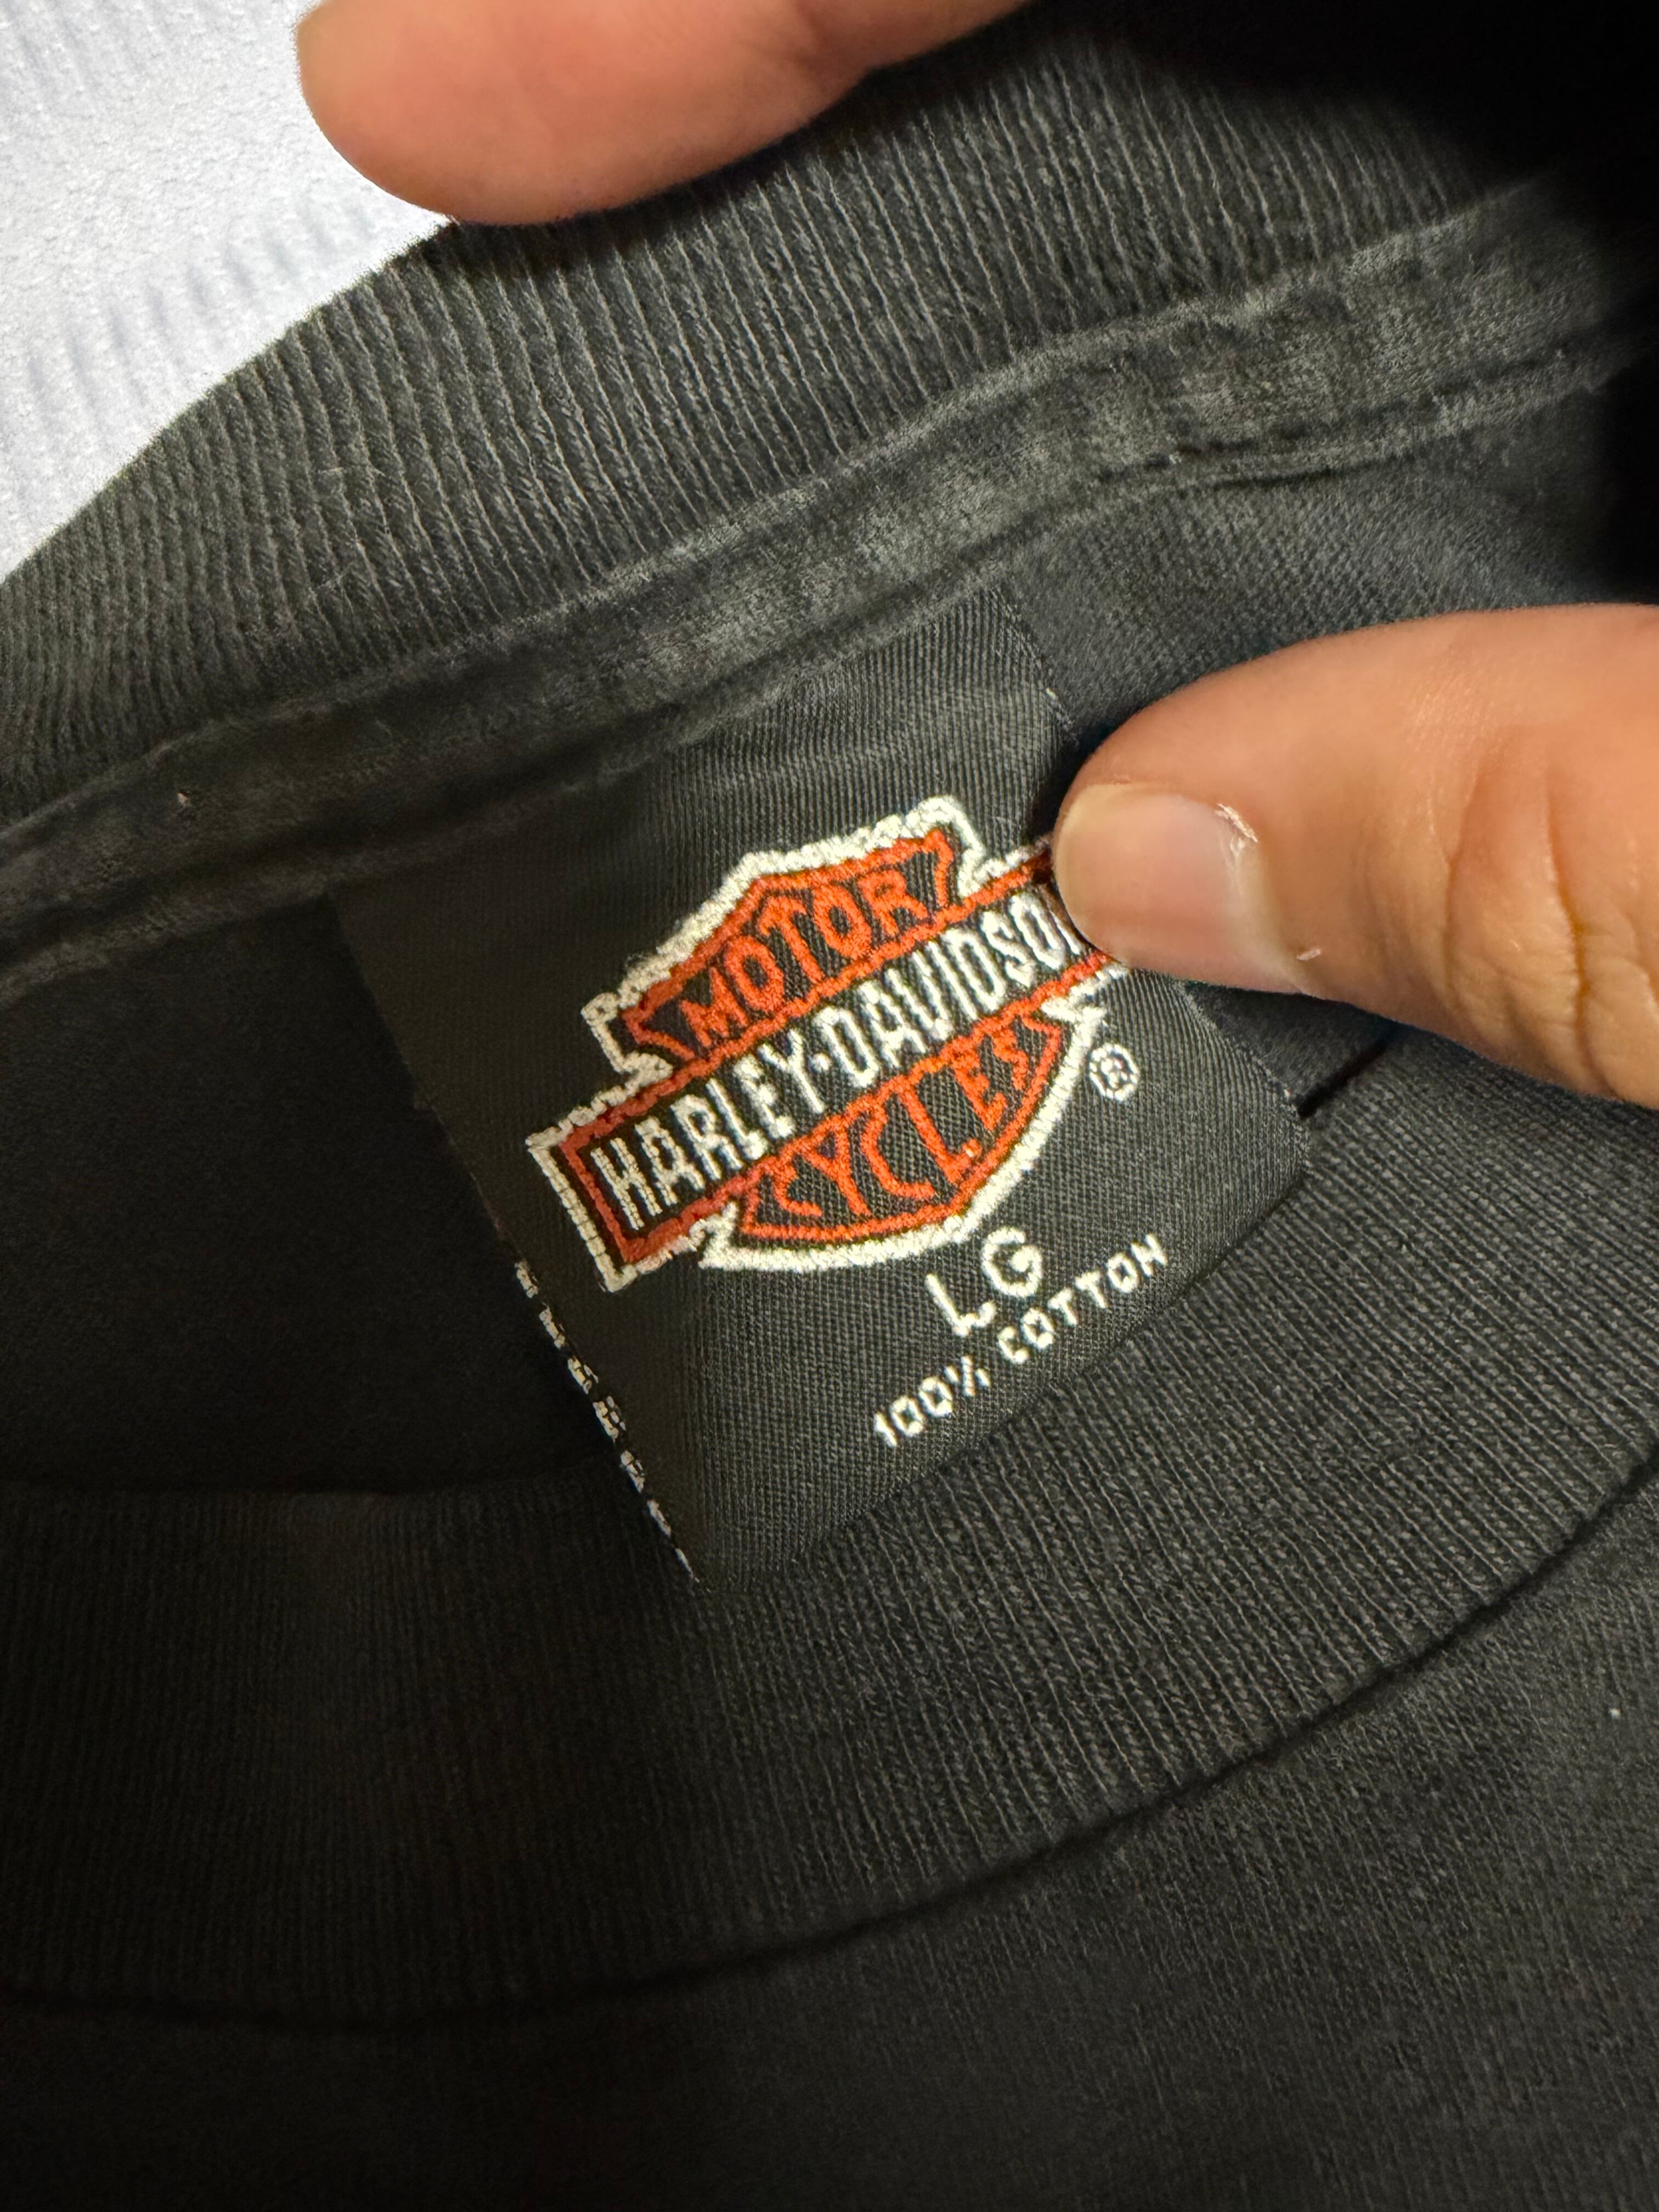 MOTOR
HARLEY-DAVIDSON
CYCLES
®
LG
100% COTTON